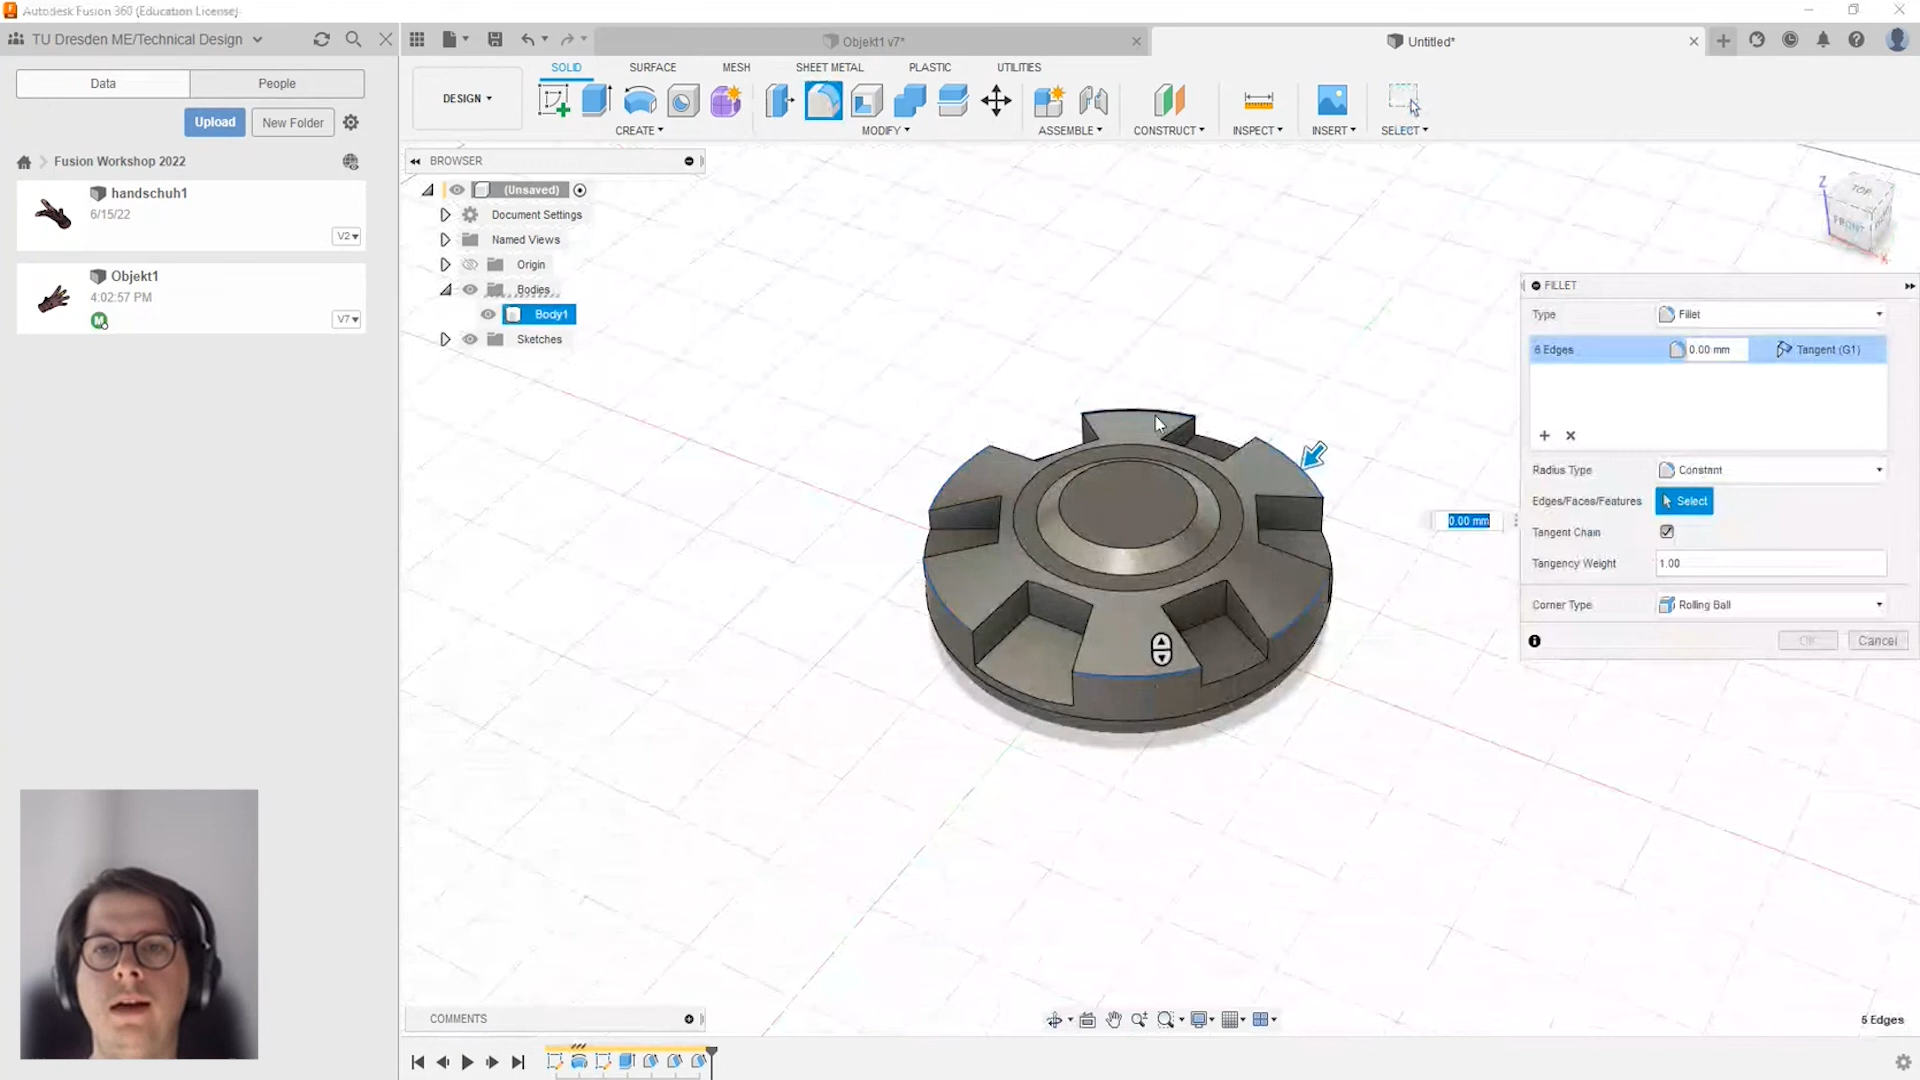 Autodesk Fusion 360 (Education License)
TU Dresden ME/Technical Design
Objekt1 v7*
Untitled*
Data
People
Upload
New Folder
Fusion Workshop 2022
handschuh1
6/15/22
V2
Objekt1
4:02:57 PM
M
V7
DESIGN
SOLID
SURFACE
MESH
SHEET METAL
PLASTIC
UTILITIES
CREATE
MODIFY
ASSEMBLE
CONSTRUCT
INSPECT
INSERT
SELECT
BROWSER
(Unsaved)
Document Settings
Named Views
Origin
Bodies
Body1
Sketches
Z
TOP
FRONT
X
FILLET
Type
Fillet
6 Edges
0.00 mm
Tangent (G1)
Radius Type
Constant
Edges/Faces/Features
Select
Tangent Chain
Tangency Weight
1.00
Corner Type
Rolling Ball
OK
Cancel
0.00 mm
COMMENTS
5 Edges